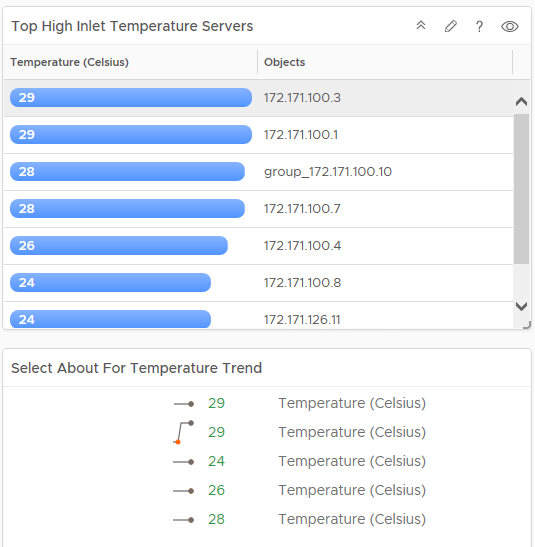 Top High Inlet Temperature Servers ?
Temperature (Celsius) Objects
29 172.171.100.3
29 172.171.100.1
28 group_172.171.100.10
28 172.171.100.7
26 172.171.100.4
24 172.171.100.8
24 172.171.126.11
Select About For Temperature Trend
29 Temperature (Celsius)
29 Temperature (Celsius)
24 Temperature (Celsius)
26 Temperature (Celsius)
28 Temperature (Celsius)